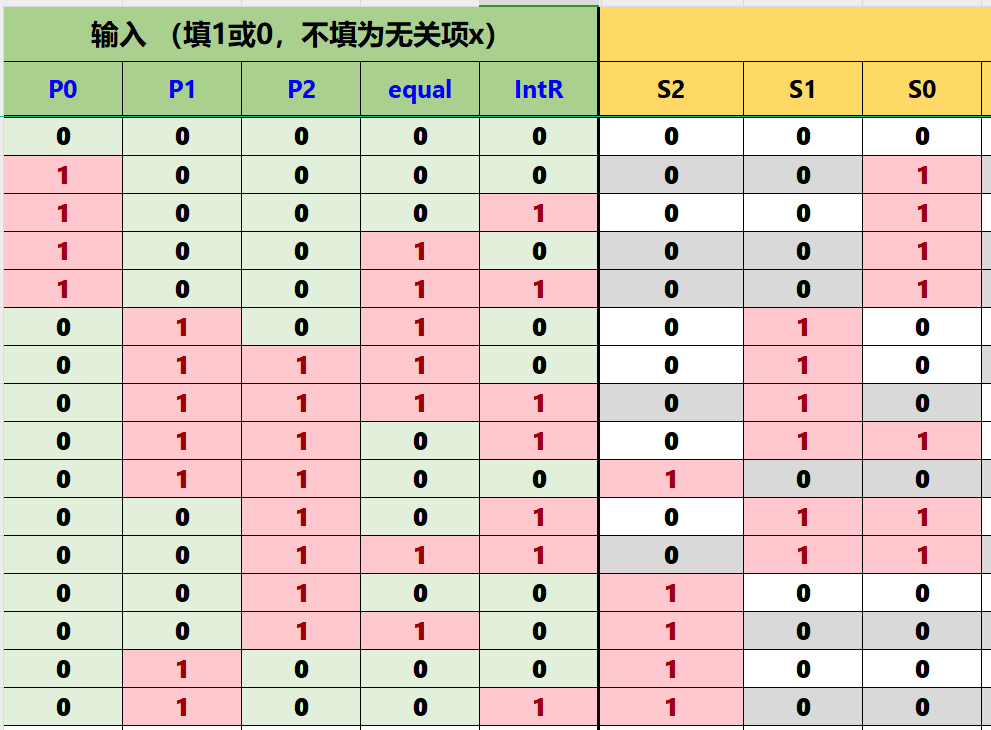 输入 （填1或0，不填为无关项x）
P0 P1 P2 equal IntR S2 S1 S0
0 0 0 0 0 0 0 0
1 0 0 0 0 0 0 1
1 0 0 0 1 0 0 1
1 0 0 1 0 0 0 1
1 0 0 1 1 0 0 1
0 1 0 1 0 0 1 0
0 1 1 1 0 0 1 0
0 1 1 1 1 0 1 0
0 1 1 0 1 0 1 1
0 1 1 0 0 1 0 0
0 0 1 0 1 0 1 1
0 0 1 1 1 0 1 1
0 0 1 0 0 1 0 0
0 0 1 1 0 1 0 0
0 1 0 0 0 1 0 0
0 1 0 0 1 1 0 0